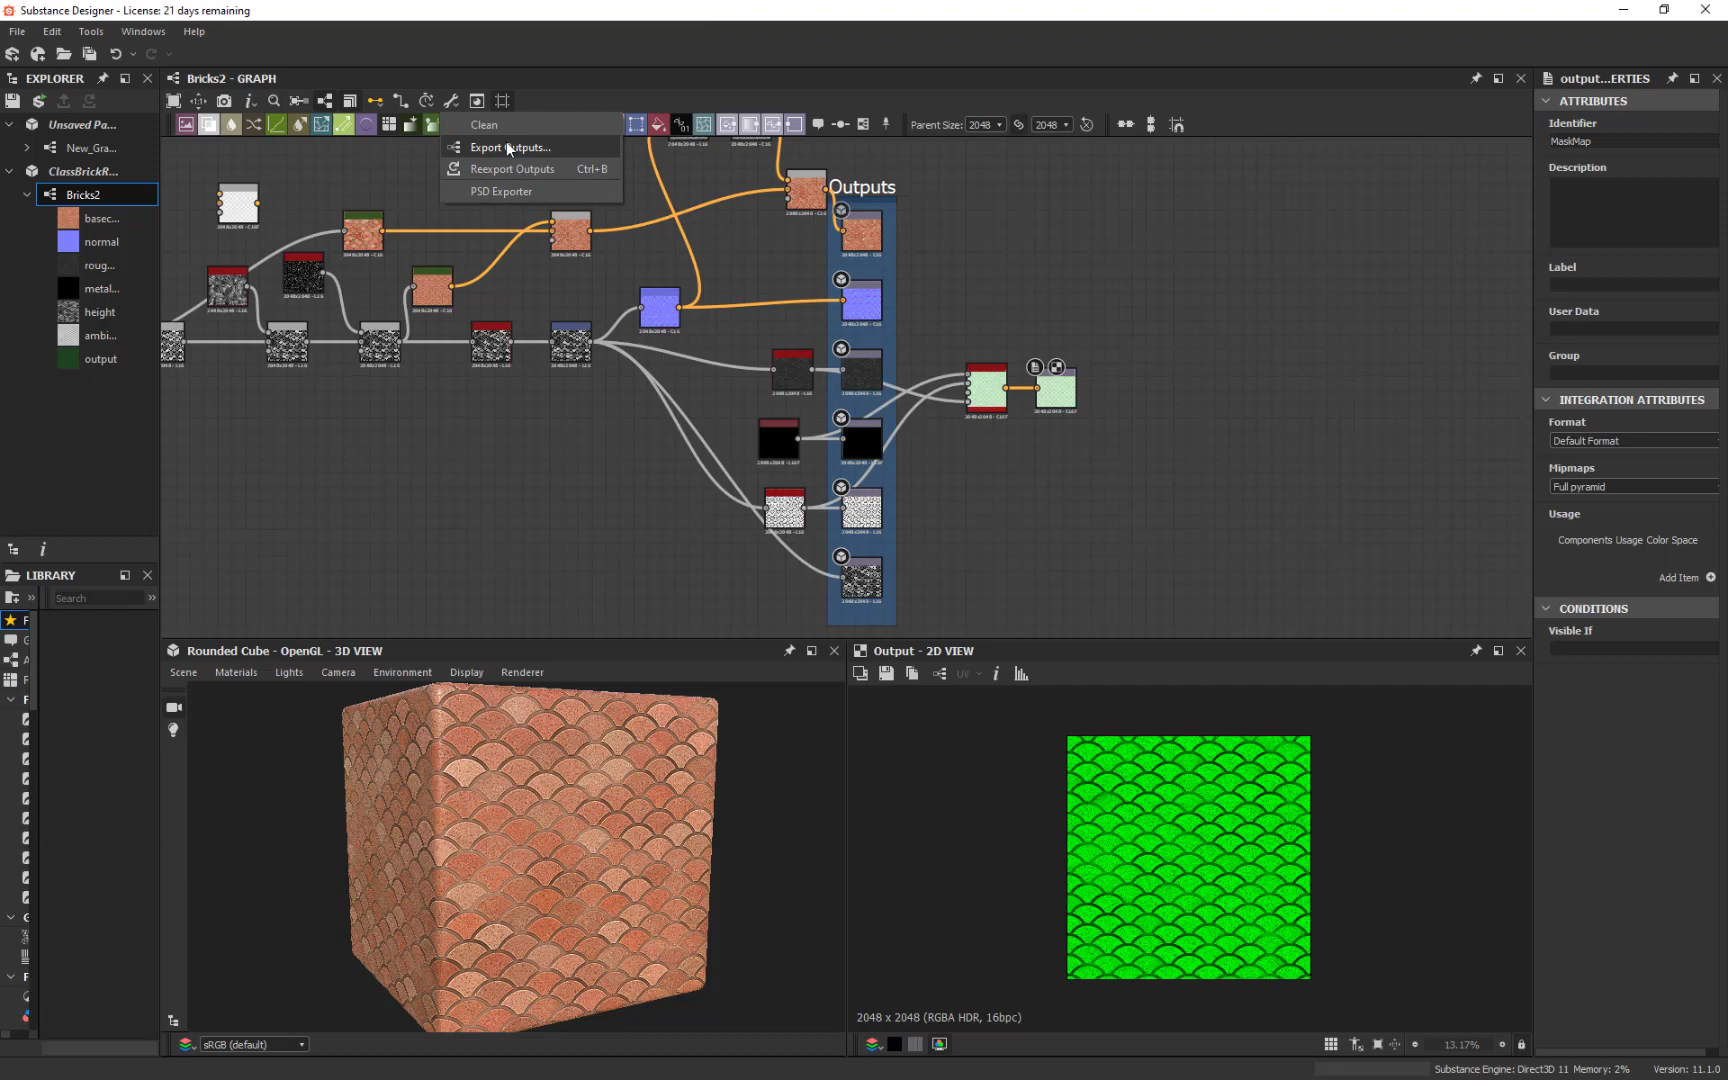 Substance Designer - License: 21 days remaining
File Edit Tools Windows Help
EXPLORER
Bricks2 - GRAPH
output...ERTIES
Unsaved Pa...
New_Gra...
ClassBrickR...
Bricks2
basec...
normal
roug...
metal...
height
ambi...
output
Clean
Export Outputs...
Reexport Outputs Ctrl+B
PSD Exporter
Parent Size: 2048 2048
Outputs
ATTRIBUTES
Identifier
MaskMap
Description
Label
User Data
Group
INTEGRATION ATTRIBUTES
Format
Default Format
Mipmaps
Full pyramid
Usage
Components Usage Color Space
Add Item
CONDITIONS
Visible If
LIBRARY
Search
Rounded Cube - OpenGL - 3D VIEW
Scene Materials Lights Camera Environment Display Renderer
sRGB (default)
Output - 2D VIEW
UV
2048 x 2048 (RGBA HDR, 16bpc)
13.17%
Substance Engine: Direct3D 11 Memory: 2% Version: 11.1.0